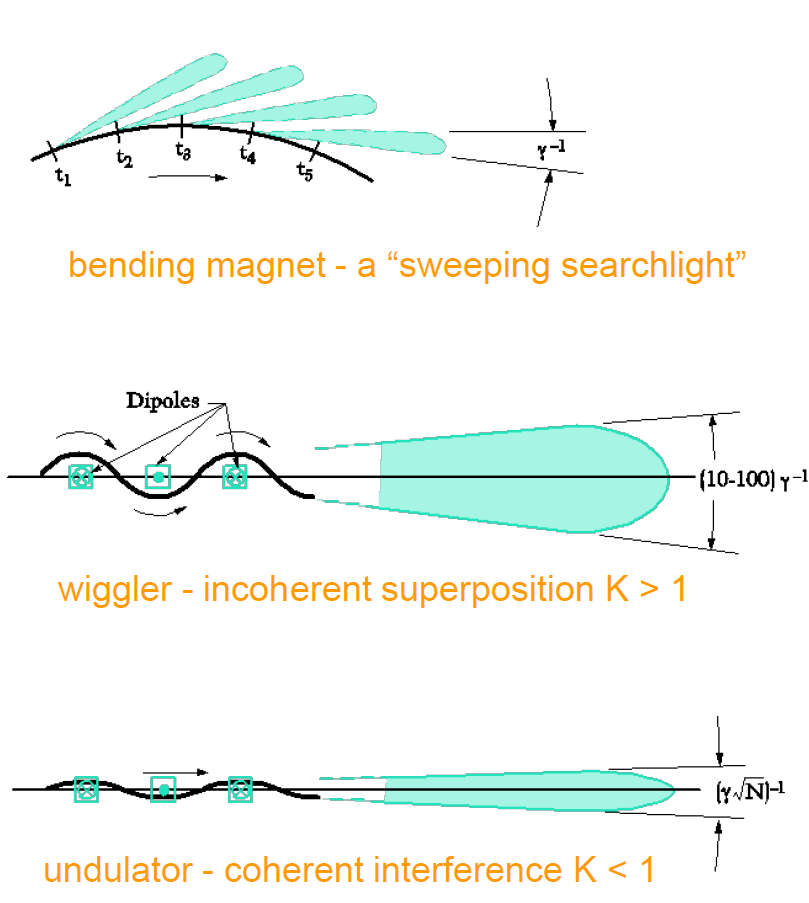 t1
t2
t3
t4
t5
γ⁻¹
bending magnet - a “sweeping searchlight”
Dipoles
(10-100) γ⁻¹
wiggler - incoherent superposition K > 1
(γ√N)⁻¹
undulator - coherent interference K < 1